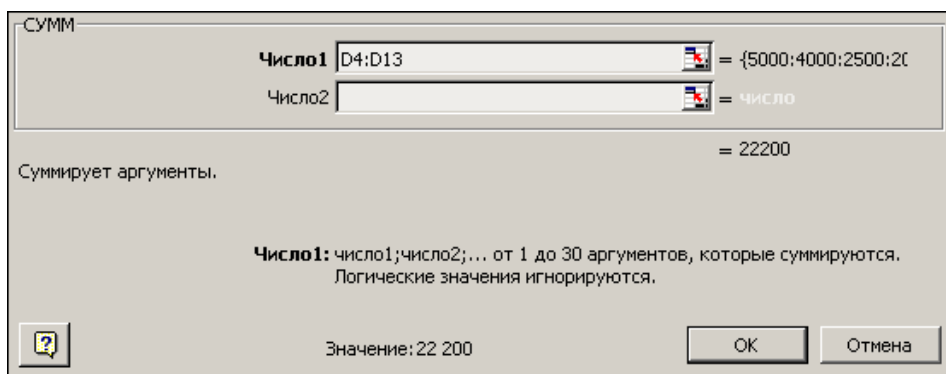 СУММ
Число1 D4:D13 = {5000:4000:2500:20
Число2 = число
= 22200
Суммирует аргументы.
Число1: число1;число2;... от 1 до 30 аргументов, которые суммируются.
Логические значения игнорируются.
? Значение: 22 200 ОК Отмена